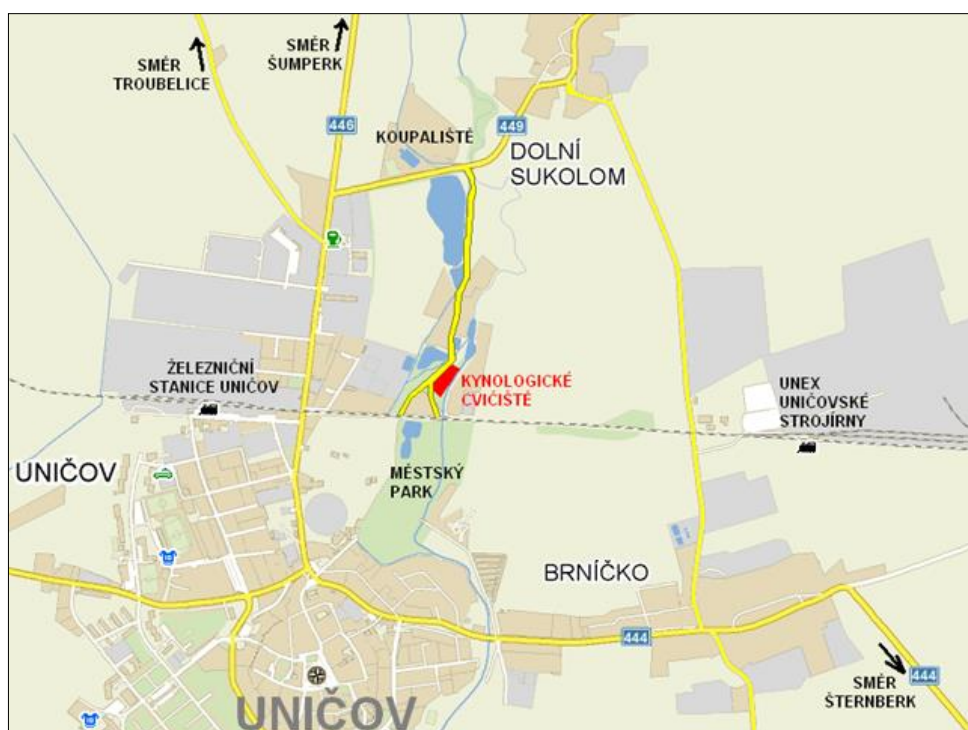 SMĚR
TROUBELICE
SMĚR
ŠUMPERK
446
KOUPALIŠTĚ
449
DOLNÍ
SUKOLOM
ŽELEZNIČNÍ
STANICE UNIČOV
KYNOLOGICKÉ
CVIČIŠTĚ
UNEX
UNIČOVSKÉ
STROJÍRNY
UNIČOV
MĚSTSKÝ
PARK
BRNÍČKO
444
444
SMĚR
ŠTERNBERK
UNIČOV